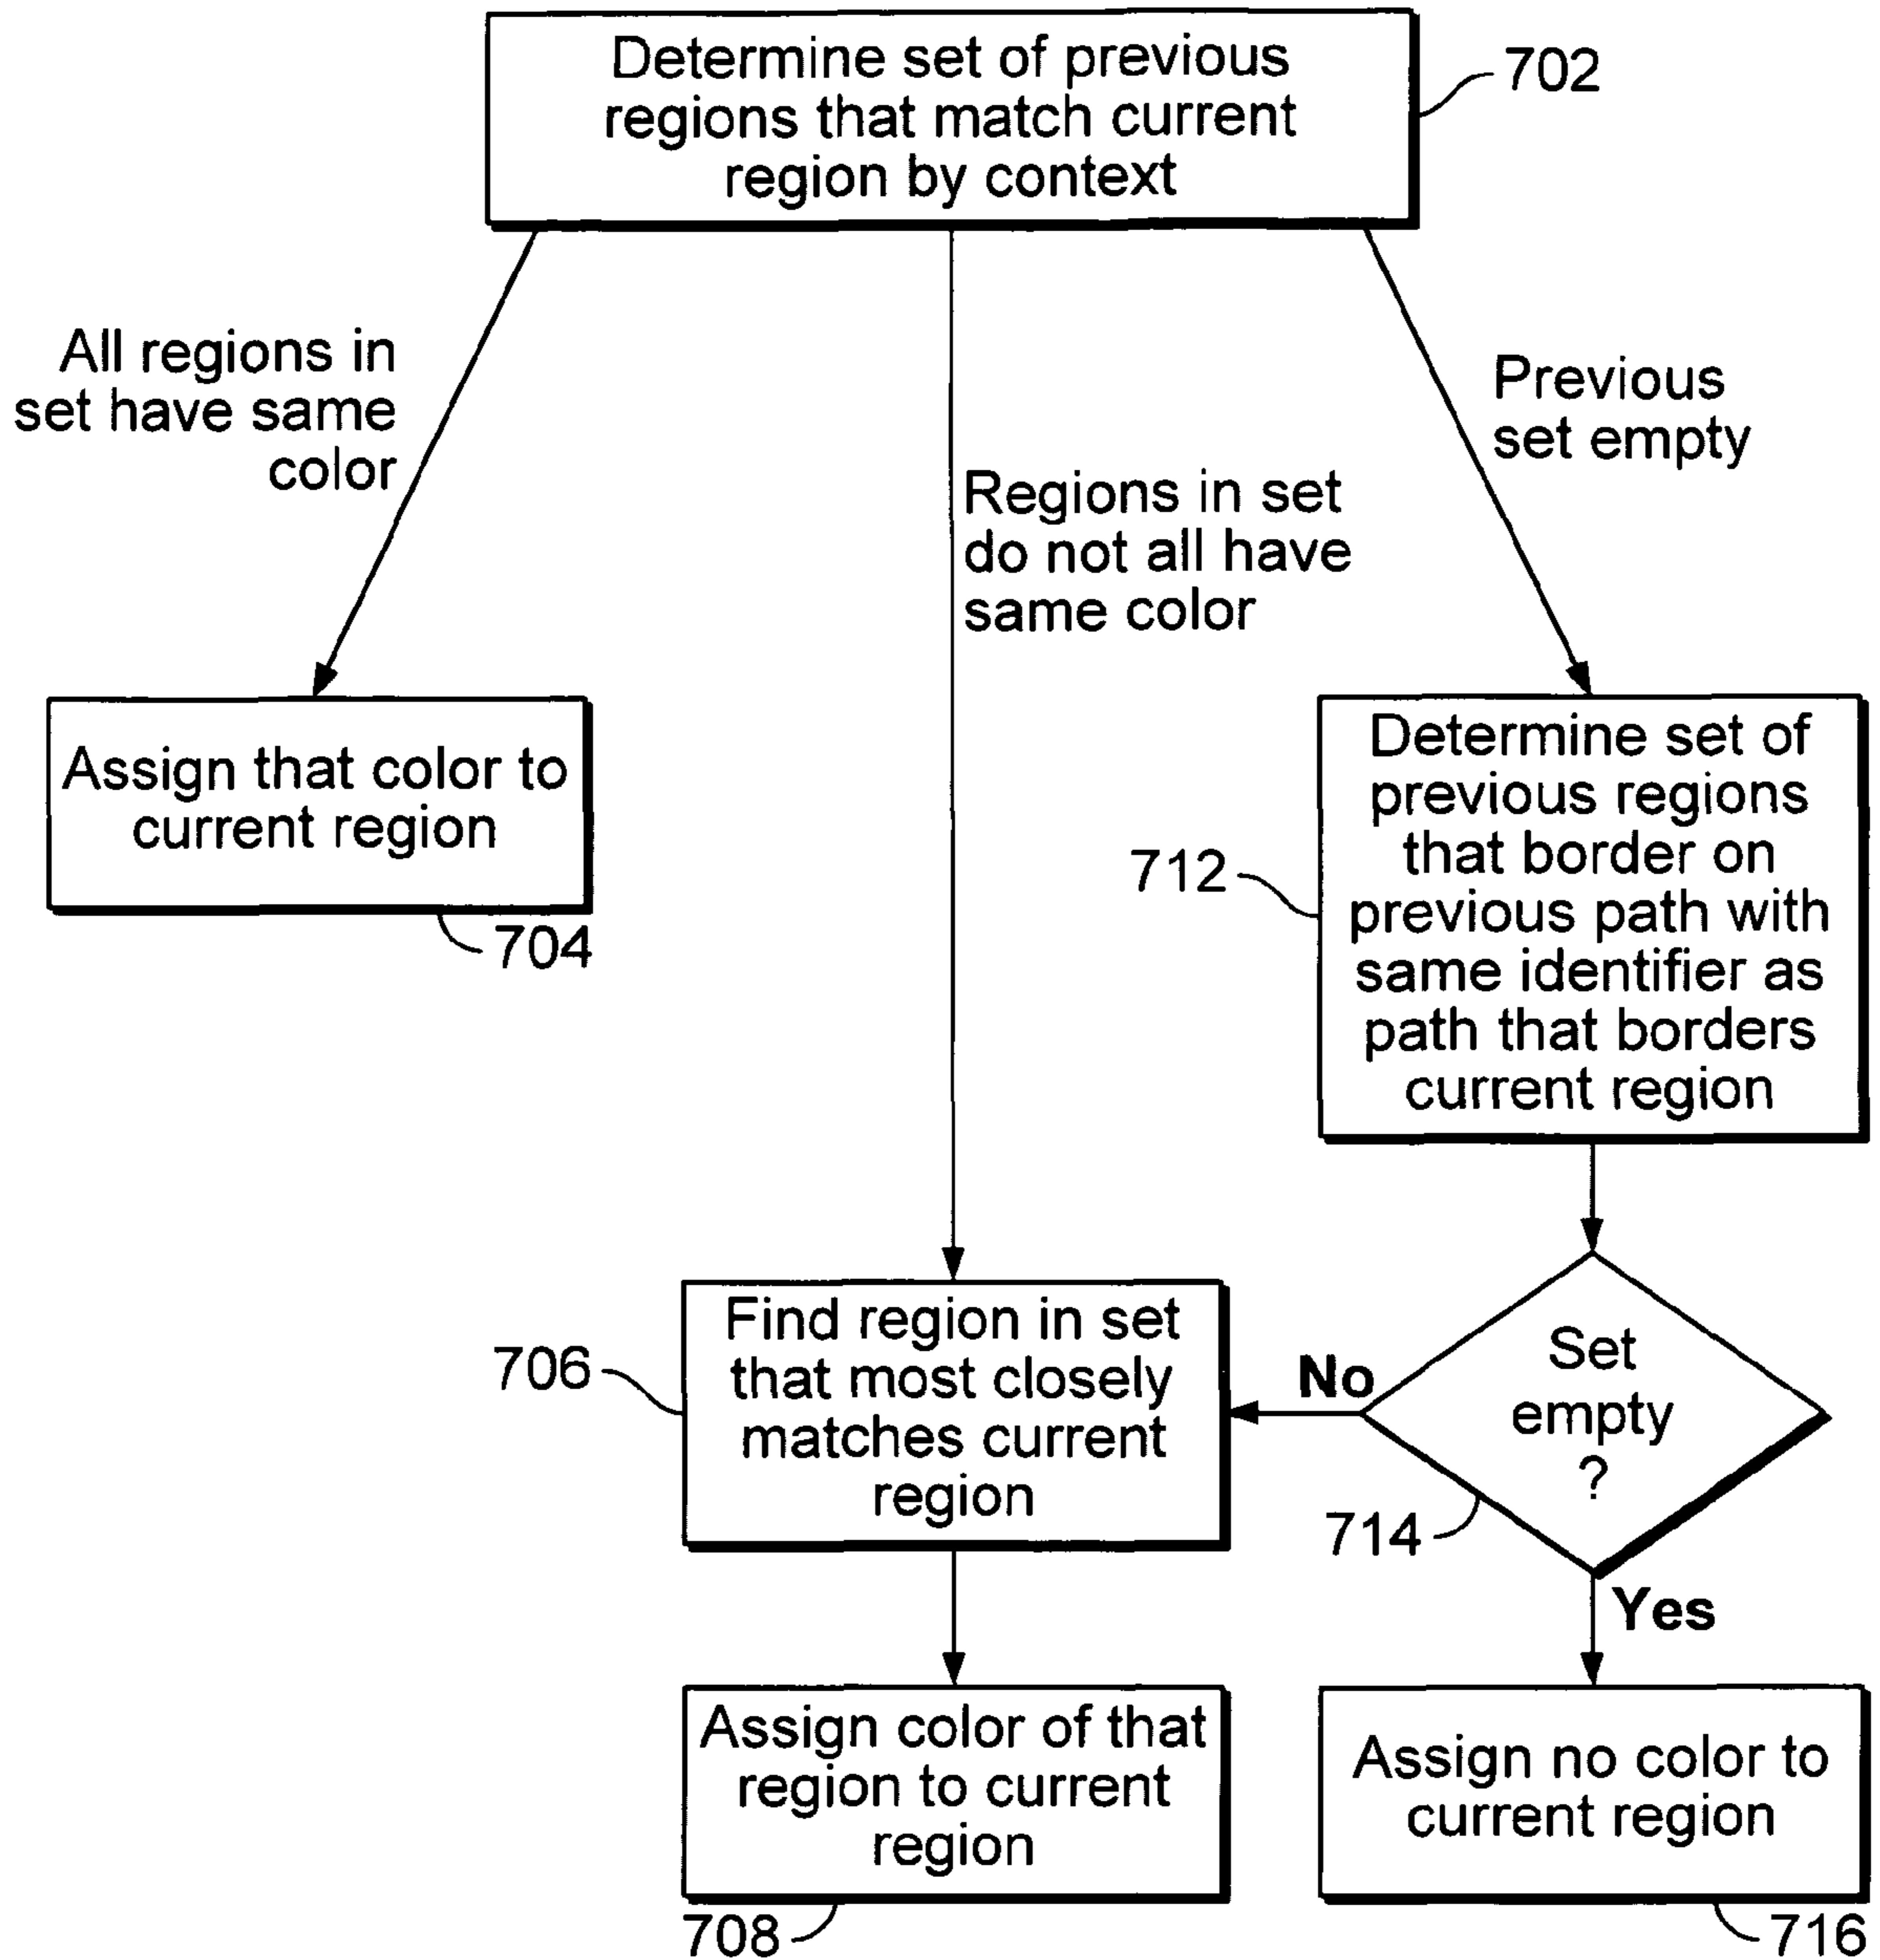 Determine set of previous
regions that match current
region by context
702
All regions in
set have same
color
Regions in set
do not all have
same color
Previous
set empty
Assign that color to
current region
704
Determine set of
previous regions
that border on
previous path with
same identifier as
path that borders
current region
712
Find region in set
that most closely
matches current
region
706
No
Set
empty
?
714
Yes
Assign color of that
region to current
region
708
Assign no color to
current region
716